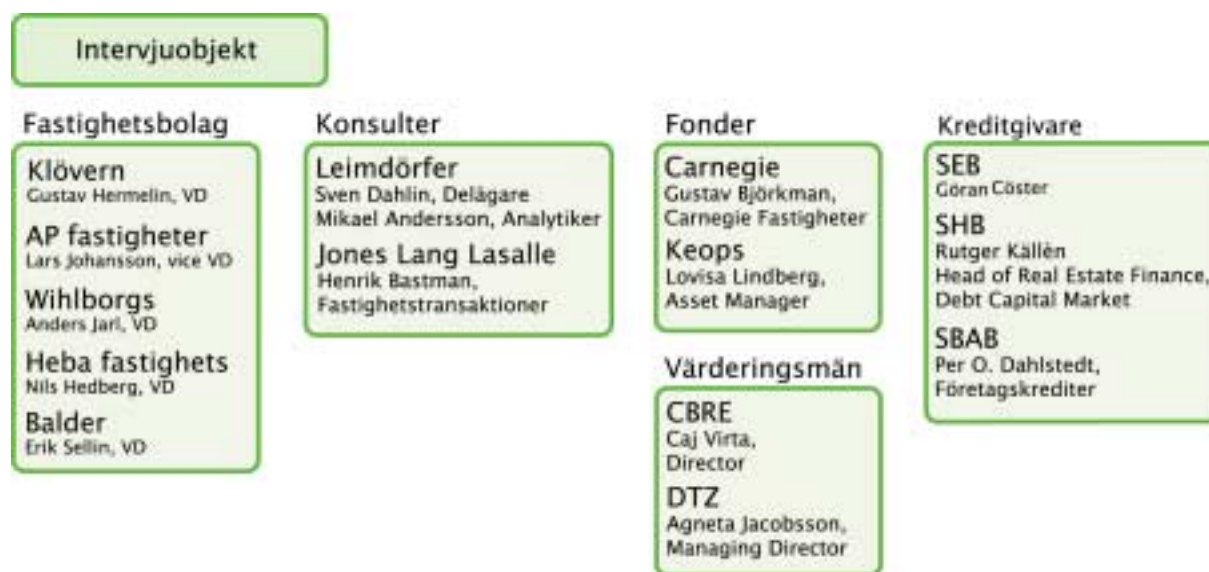 Intervjuobjekt
Fastighetsbolag
Klövern
Gustav Hermelin, VD
AP fastigheter
Lars Johansson, vice VD
Wihlborgs
Anders Jarl, VD
Heba fastighets
Nils Hedberg, VD
Balder
Erik Sellin, VD
Konsulter
Leimdörfer
Sven Dahlin, Delägare
Mikael Andersson, Analytiker
Jones Lang Lasalle
Henrik Bastman,
Fastighetstransaktioner
Fonder
Carnegie
Gustav Björkman,
Carnegie Fastigheter
Keops
Lovisa Lindberg,
Asset Manager
Värderingsmän
CBRE
Caj Virta,
Director
DTZ
Agneta Jacobsson,
Managing Director
Kreditgivare
SEB
Göran Cöster
SHB
Rutger Källèn
Head of Real Estate Finance,
Debt Capital Market
SBAB
Per O. Dahlstedt,
Företagskrediter